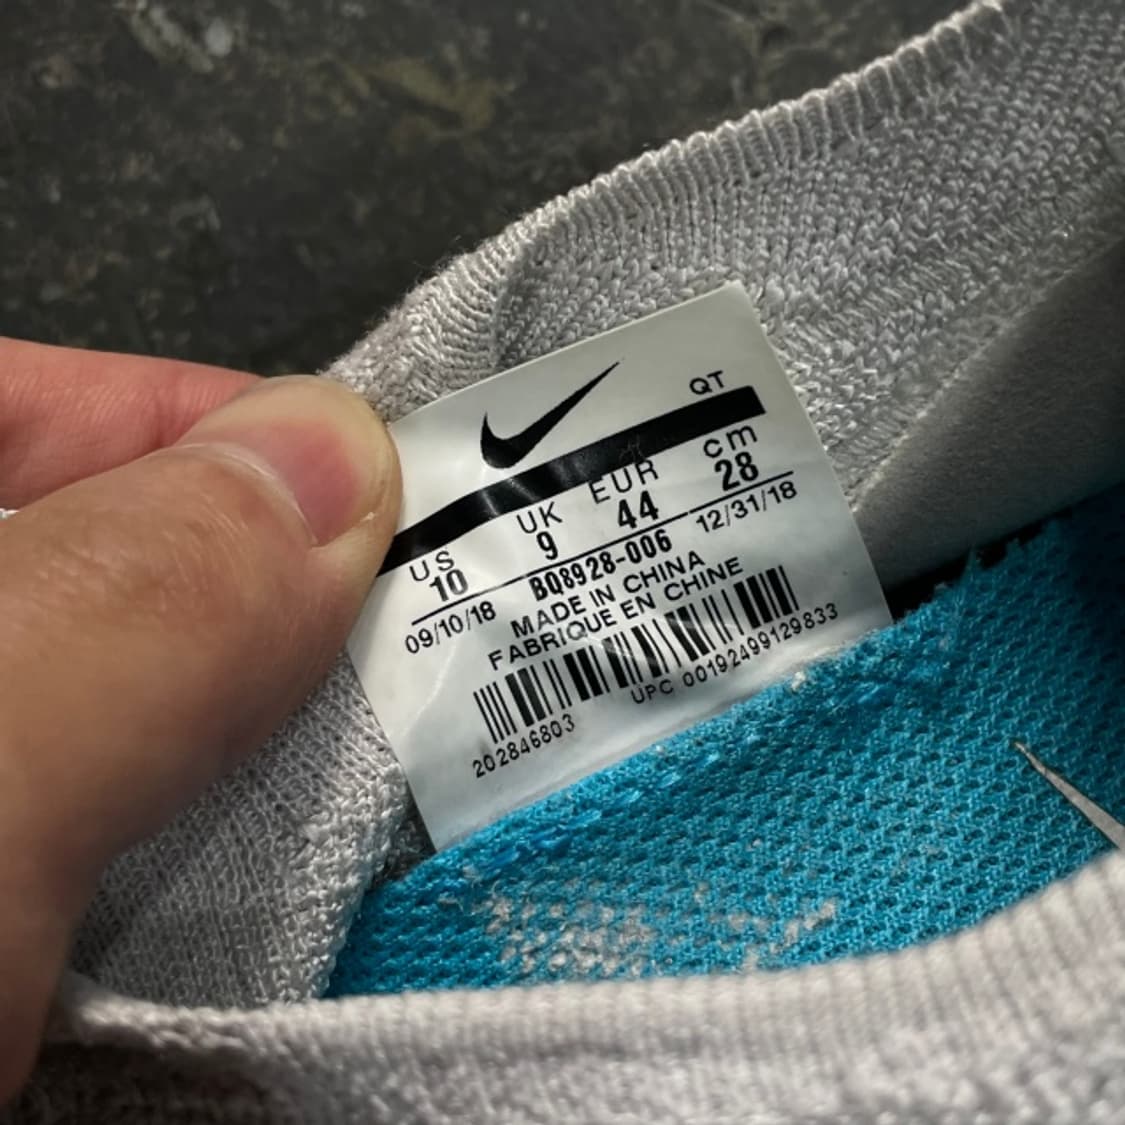 QT
US UK EUR cm
10 9 44 28
09/10/18 BQ8928-006 12/31/18
MADE IN CHINA
FABRIQUE EN CHINE
202846803 UPC 00192499129833